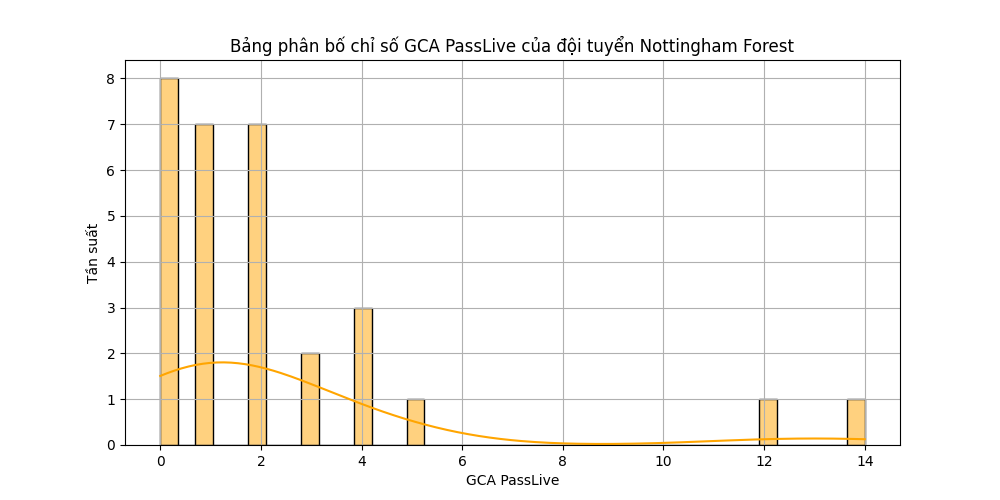 Bảng phân bố chỉ số GCA PassLive của đội tuyển Nottingham Forest
8
7
6
5
4
3
2
1
0
Tần suất
0 2 4 6 8 10 12 14
GCA PassLive